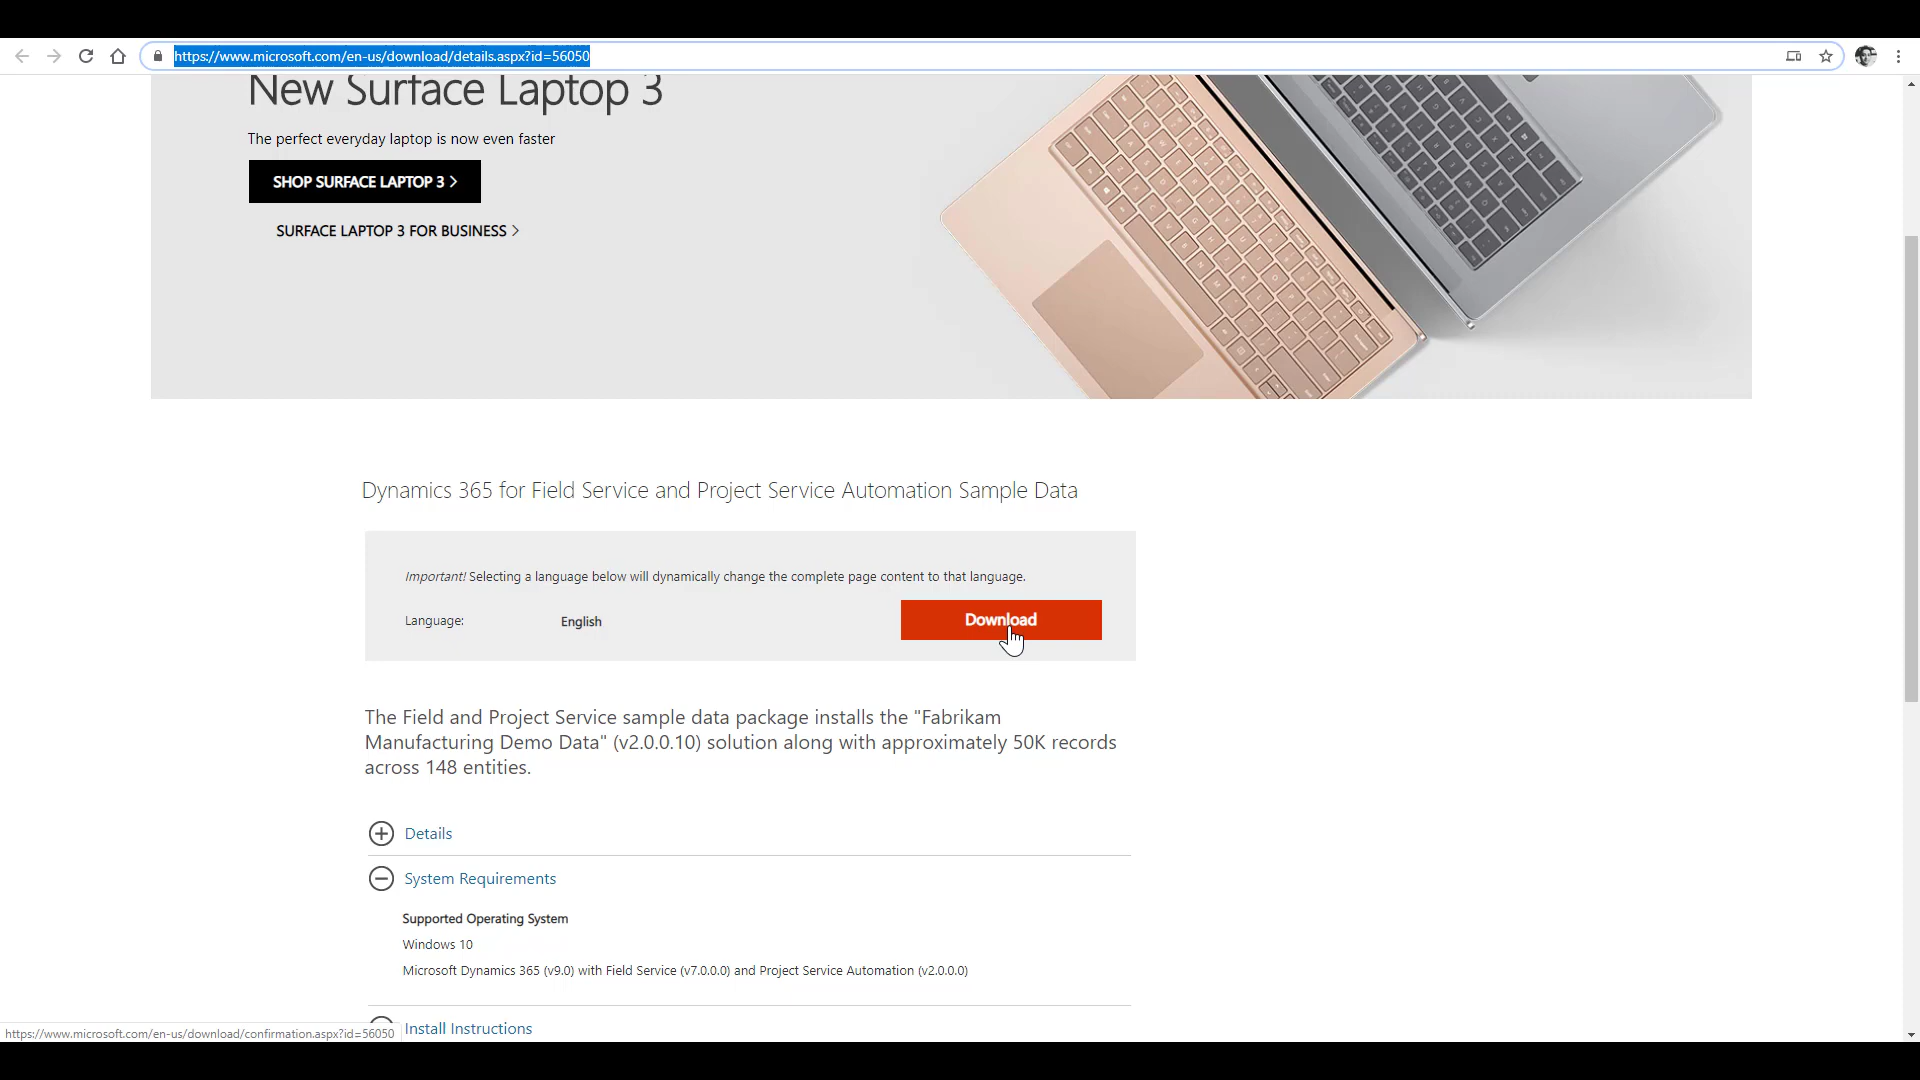 https://www.microsoft.com/en-us/download/details.aspx?id=56050
New Surface Laptop 3
The perfect everyday laptop is now even faster
SHOP SURFACE LAPTOP 3 >
SURFACE LAPTOP 3 FOR BUSINESS >
Dynamics 365 for Field Service and Project Service Automation Sample Data
Important! Selecting a language below will dynamically change the complete page content to that language.
Language: English Download
The Field and Project Service sample data package installs the "Fabrikam
Manufacturing Demo Data" (v2.0.0.10) solution along with approximately 50K records
across 148 entities.
Details
System Requirements
Supported Operating System
Windows 10
Microsoft Dynamics 365 (v9.0) with Field Service (v7.0.0.0) and Project Service Automation (v2.0.0.0)
Install Instructions
https://www.microsoft.com/en-us/download/confirmation.aspx?id=56050